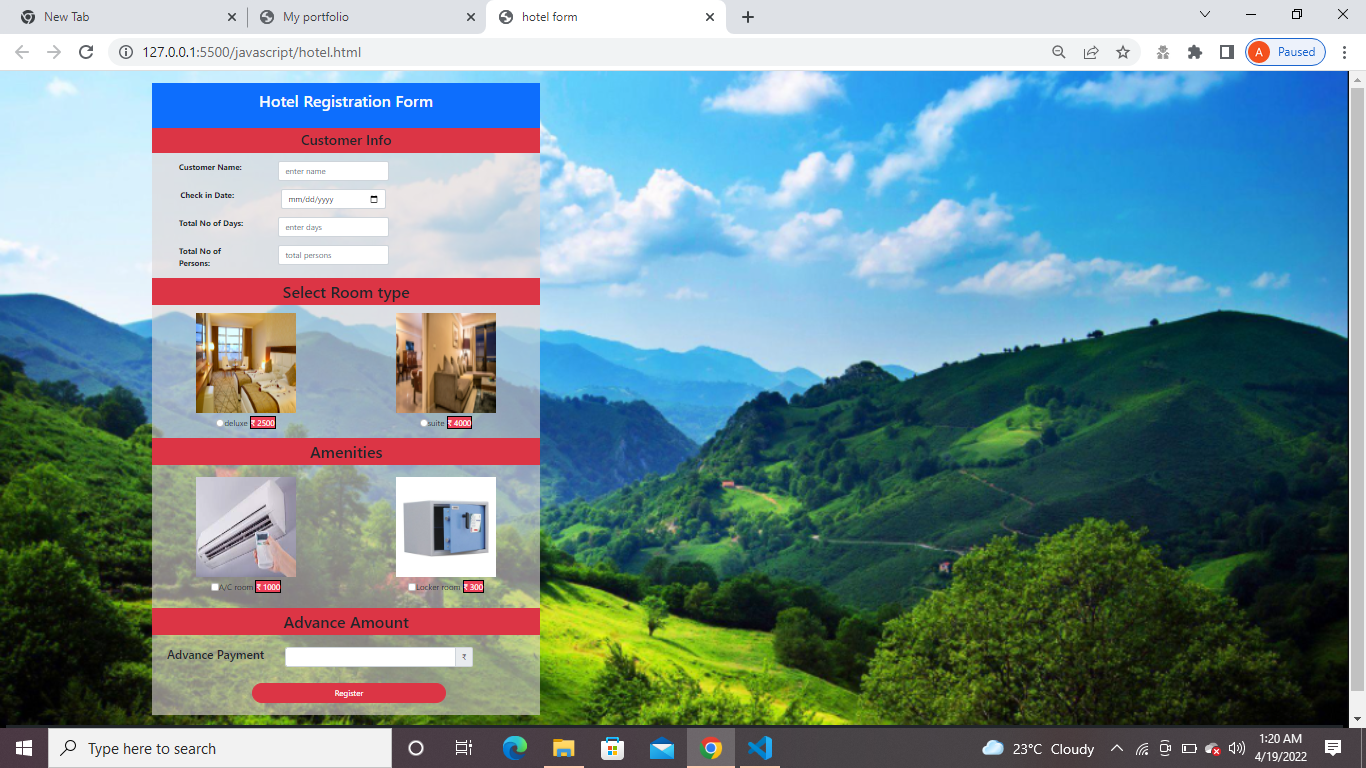 New Tab
My portfolio
hotel form
127.0.0.1:5500/javascript/hotel.html
A Paused
Hotel Registration Form
Customer Info
Customer Name: enter name
Check in Date: mm/dd/yyyy
Total No of Days: enter days
Total No of
Persons:
total persons
Select Room type
deluxe ₹ 2500
suite ₹ 4000
Amenities
A/C room ₹ 1000
Locker room ₹ 300
Advance Amount
Advance Payment ₹
Register
Type here to search
23°C Cloudy
1:20 AM
4/19/2022